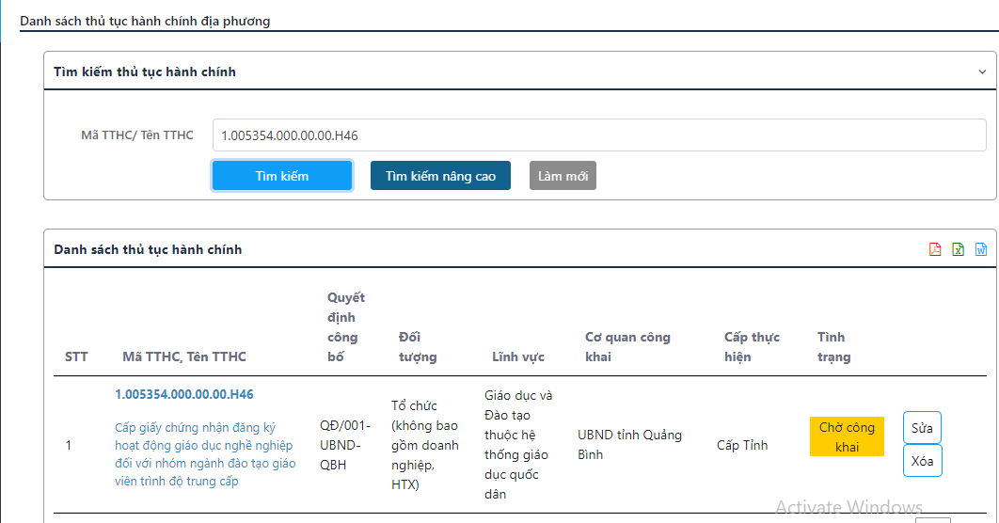 Danh sách thủ tục hành chính địa phương
Tìm kiếm thủ tục hành chính
Mã TTHC/ Tên TTHC
1.005354.000.00.00.H46
Tìm kiếm
Tìm kiếm nâng cao
Làm mới
Danh sách thủ tục hành chính
STT
Mã TTHC, Tên TTHC
Quyết
định
công
bố
Đối
tượng
Lĩnh vực
Cơ quan công
khai
Cấp thực
hiện
Tình
trạng
1
1.005354.000.00.00.H46
Cấp giấy chứng nhận đăng ký
hoạt động giáo dục nghề nghiệp
đối với nhóm ngành đào tạo giáo
viên trình độ trung cấp
QĐ/001-
UBND-
QBH
Tổ chức
(không bao
gồm doanh
nghiệp,
HTX)
Giáo dục và
Đào tạo
thuộc hệ
thống giáo
dục quốc
dân
UBND tỉnh Quảng
Bình
Cấp Tỉnh
Chờ công
khai
Sửa
Xóa
Activate Windows